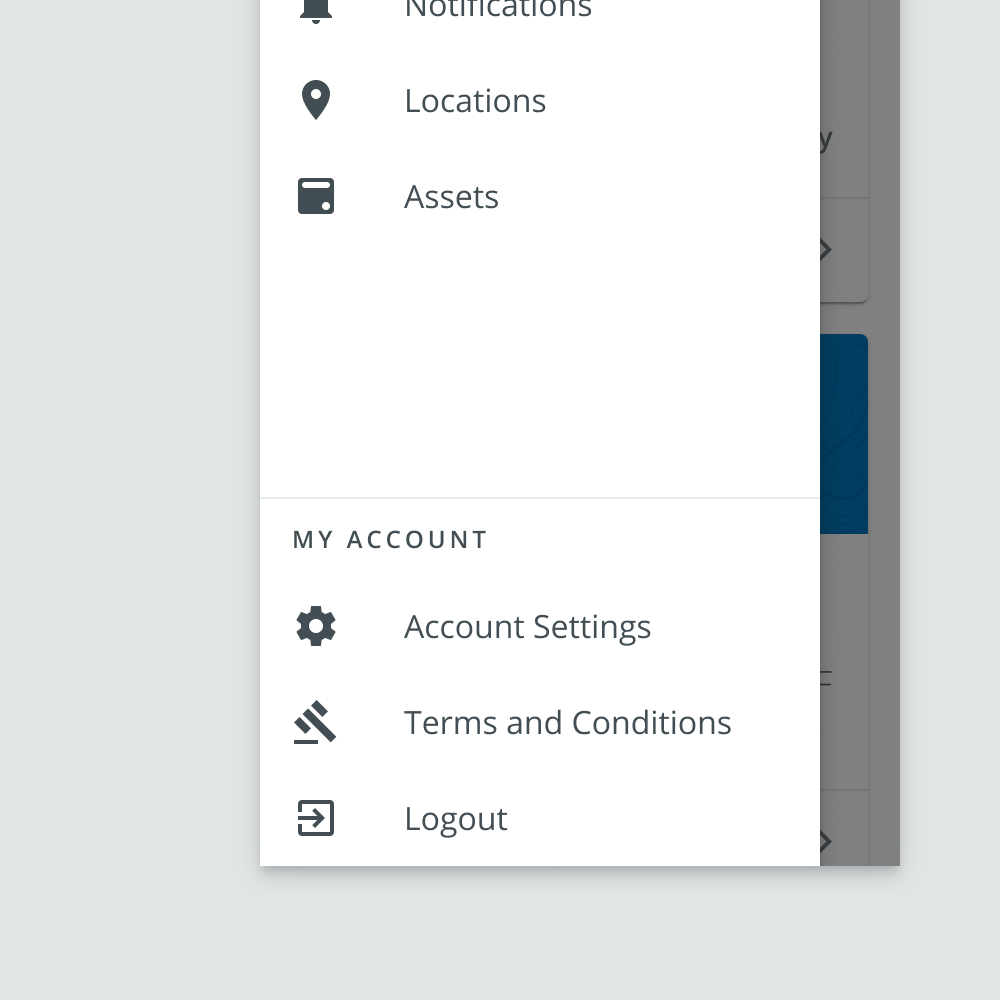 Notifications
Locations
y
Assets
MY ACCOUNT
Account Settings
Terms and Conditions
Logout